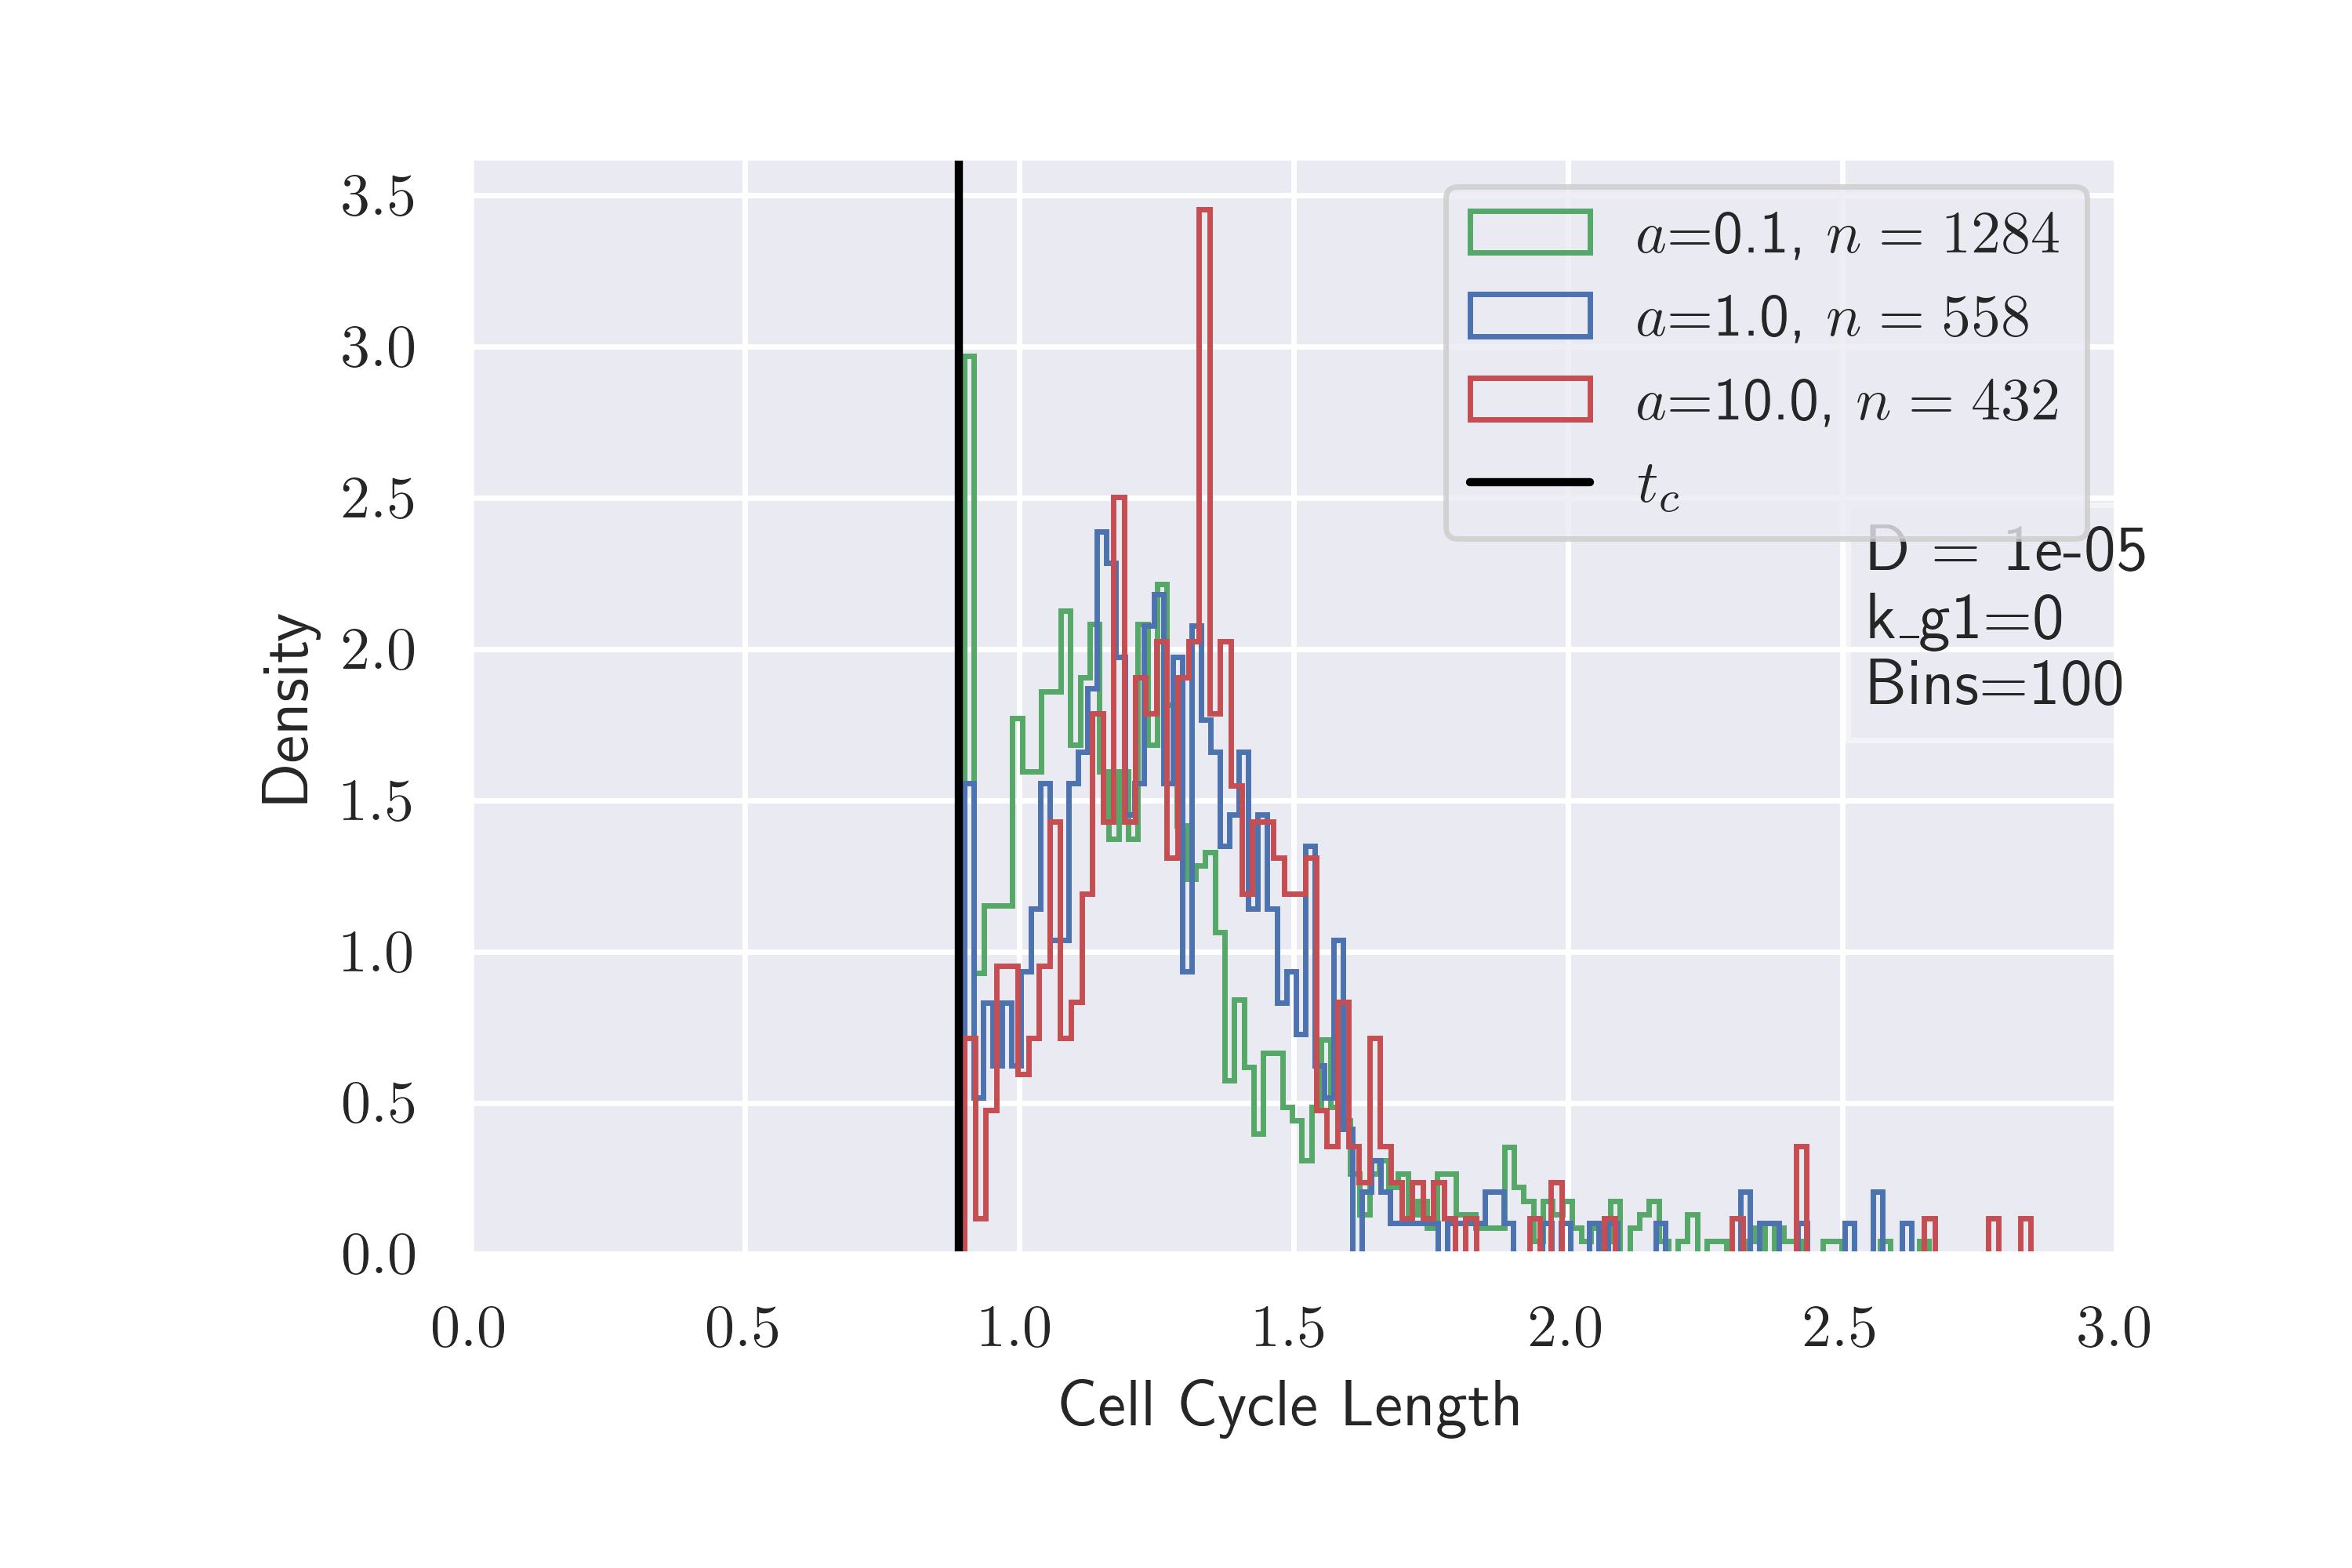 3.5
3.0
2.5
2.0
1.5
1.0
0.5
0.0
Density
0.0 0.5 1.0 1.5 2.0 2.5 3.0
Cell Cycle Length
a=0.1, n = 1284
a=1.0, n = 558
a=10.0, n = 432
t_c
D = 1e-05
k_g1=0
Bins=100